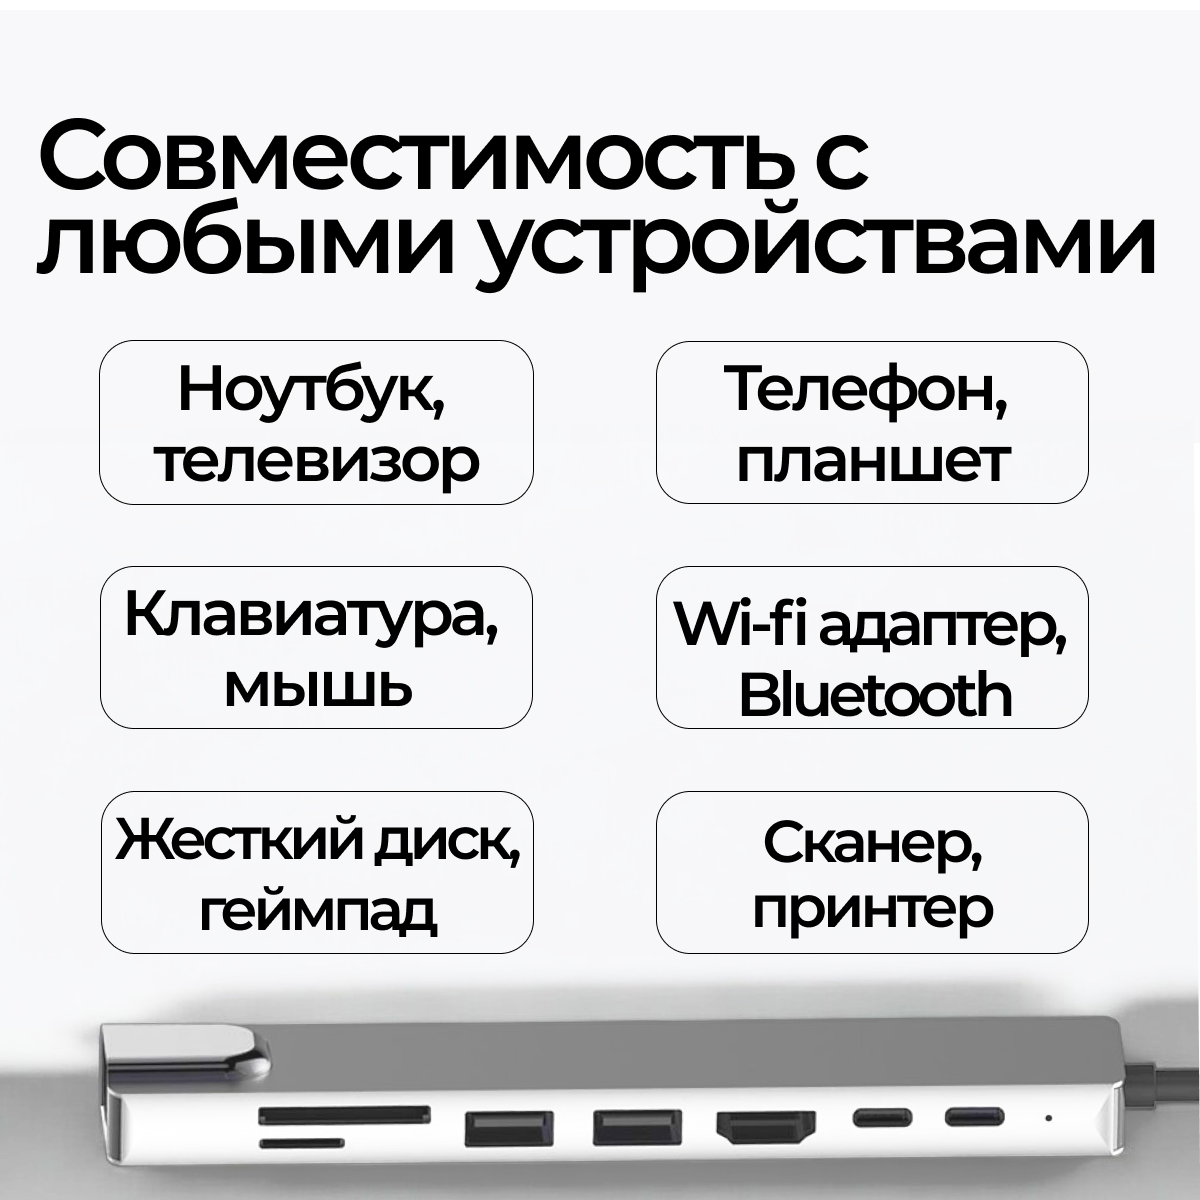 Совместимость с
любыми устройствами
Ноутбук,
телевизор
Телефон,
планшет
Клавиатура,
мышь
Wi-fi адаптер,
Bluetooth
Жесткий диск,
геймпад
Сканер,
принтер